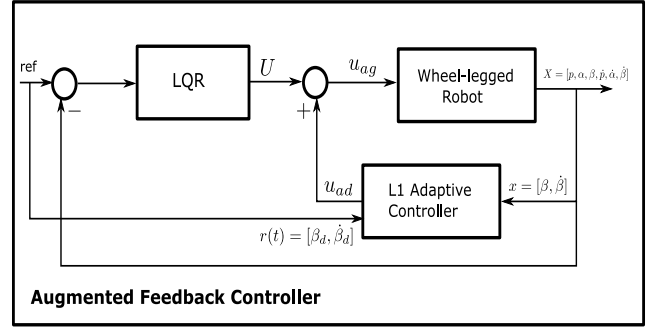 ref
LQR
U
u_{ag}
Wheel-legged
Robot
X = [p, α, β, ṗ, α̇, β̇]
−
+
u_{ad}
L1 Adaptive
Controller
x = [β, β̇]
r(t) = [β_d, β̇_d]
Augmented Feedback Controller